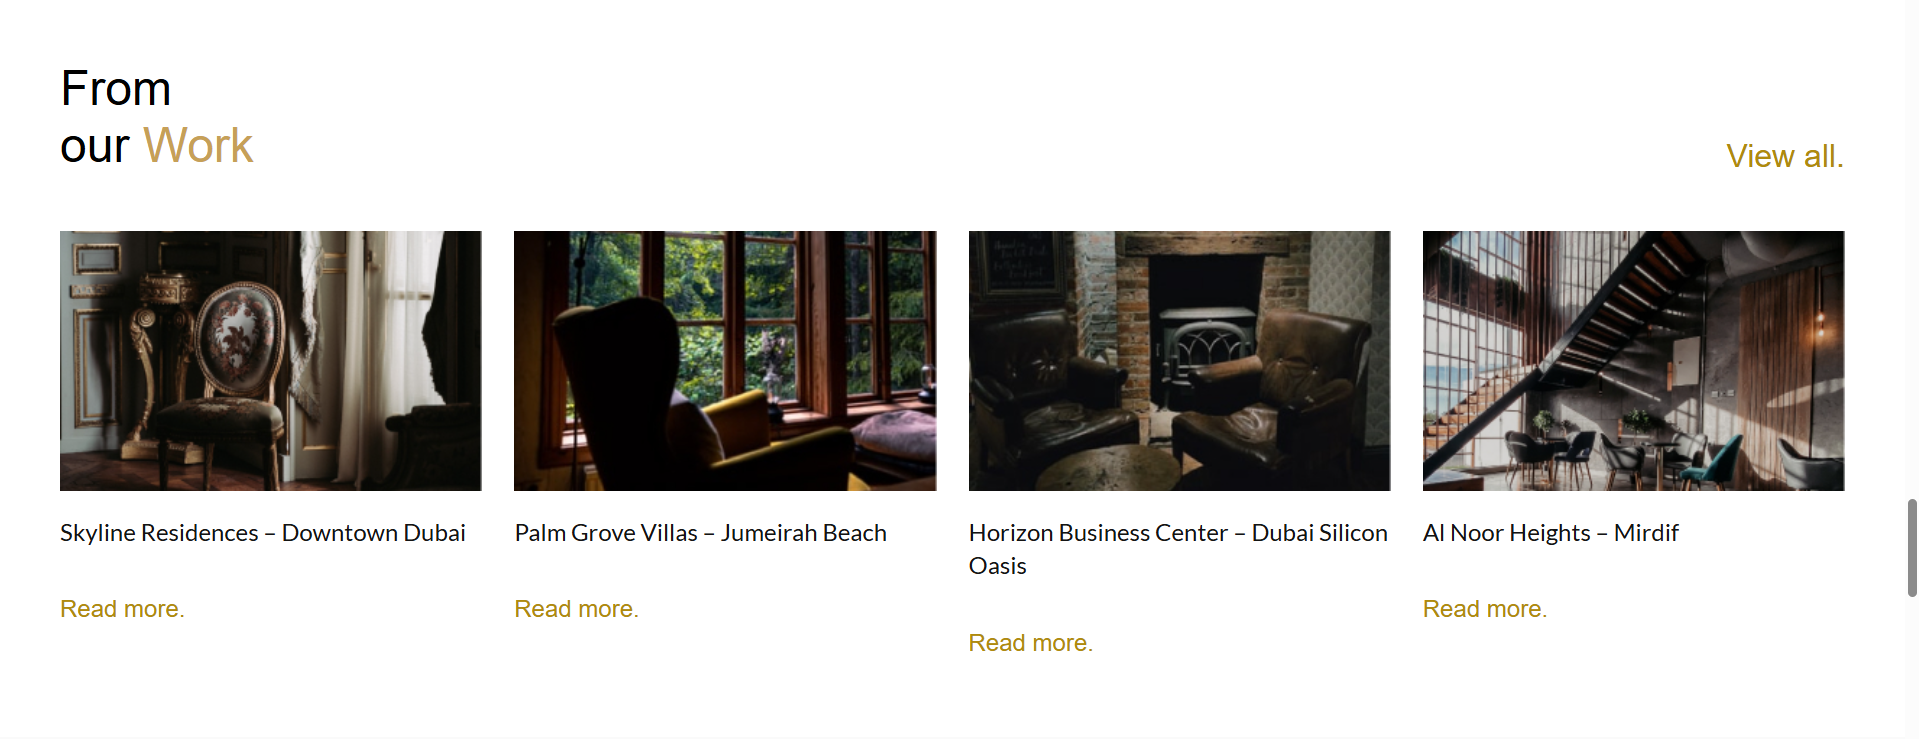 From
our Work
View all.
Skyline Residences – Downtown Dubai
Read more.
Palm Grove Villas – Jumeirah Beach
Read more.
Horizon Business Center – Dubai Silicon
Oasis
Read more.
Al Noor Heights – Mirdif
Read more.